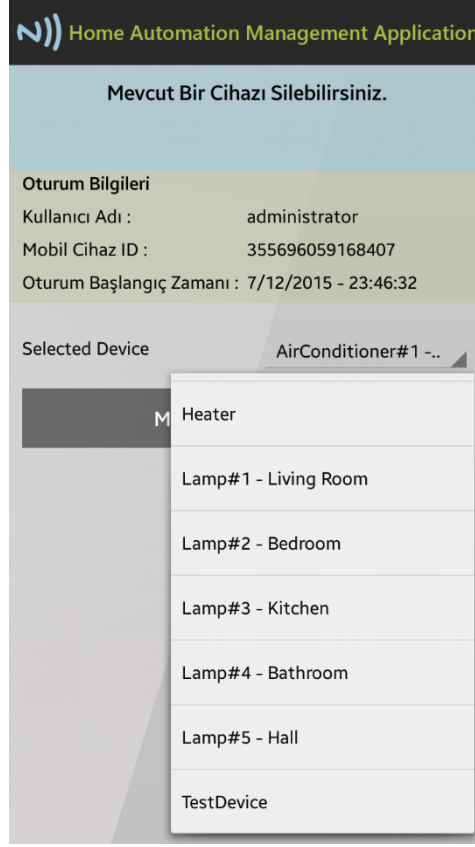 Home Automation Management Application
Mevcut Bir Cihazı Silebilirsiniz.
Oturum Bilgileri
Kullanıcı Adı : administrator
Mobil Cihaz ID : 355696059168407
Oturum Başlangıç Zamanı : 7/12/2015 - 23:46:32
Selected Device AirConditioner#1 -..
M
Heater
Lamp#1 - Living Room
Lamp#2 - Bedroom
Lamp#3 - Kitchen
Lamp#4 - Bathroom
Lamp#5 - Hall
TestDevice